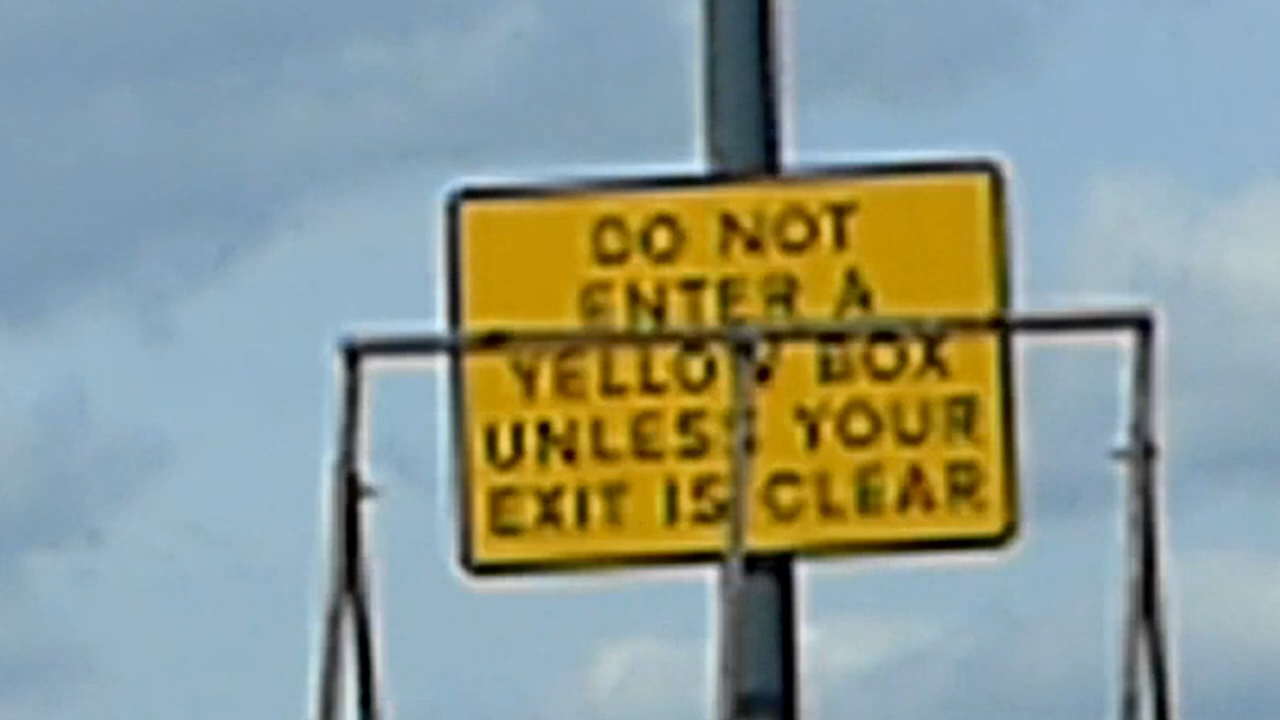 DO NOT
ENTER A
YELLOW BOX
UNLESS YOUR
EXIT IS CLEAR